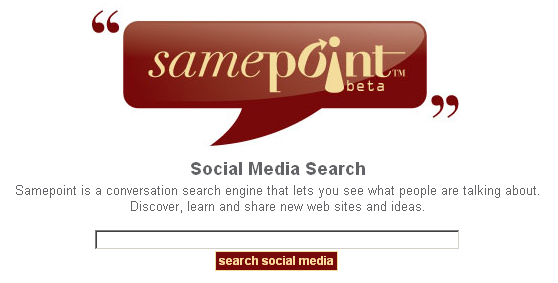 samepoint™
beta
Social Media Search
Samepoint is a conversation search engine that lets you see what people are talking about.
Discover, learn and share new web sites and ideas.
search social media